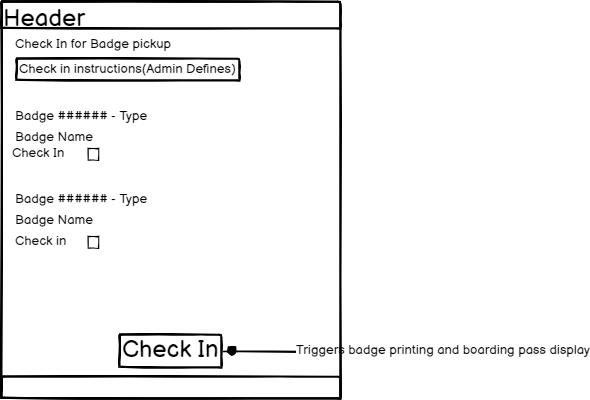 Header
Check In for Badge pickup
Check in instructions(Admin Defines)
Badge ###### - Type
Badge Name
Check In
Badge ###### - Type
Badge Name
Check in
Check In
Triggers badge printing and boarding pass display